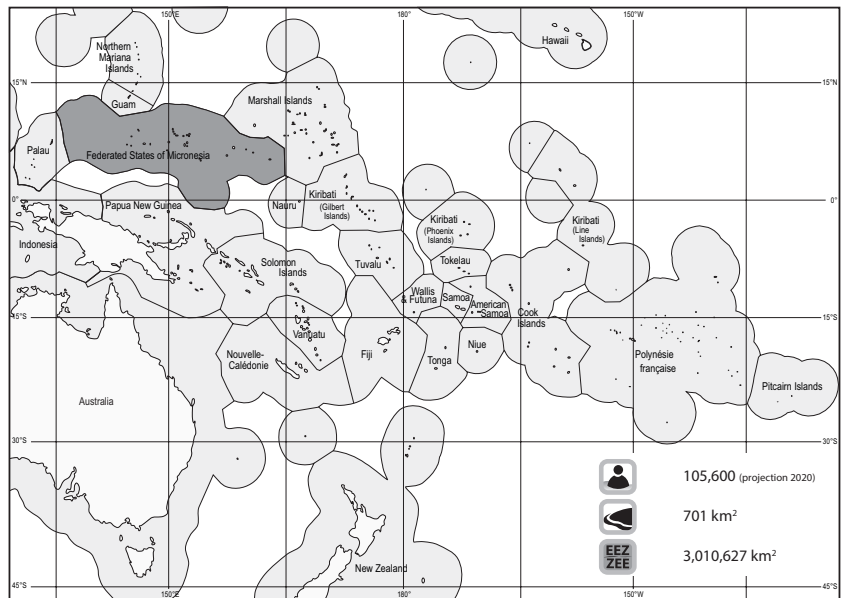 150°E
180°
150°W
Hawaii
Northern
Mariana
Islands
15°N
15°N
Guam
Marshall Islands
Palau
Federated States of Micronesia
0°
0°
Papua New Guinea
Nauru
Kiribati
(Gilbert
Islands)
Kiribati
(Phoenix
Islands)
Kiribati
(Line
Islands)
Indonesia
Solomon
Islands
Tuvalu
Tokelau
Wallis
& Futuna
Samoa
American
Samoa
Cook
Islands
15°S
45°S
Vanuatu
Nouvelle-
Calédonie
Fiji
Tonga
Niue
Polynésie
française
Pitcairn Islands
Australia
30°S
30°S
105,600 (projection 2020)
701 km²
EEZ
ZEE
3,010,627 km²
New Zealand
45°S
45°S
150°E
180°
150°W